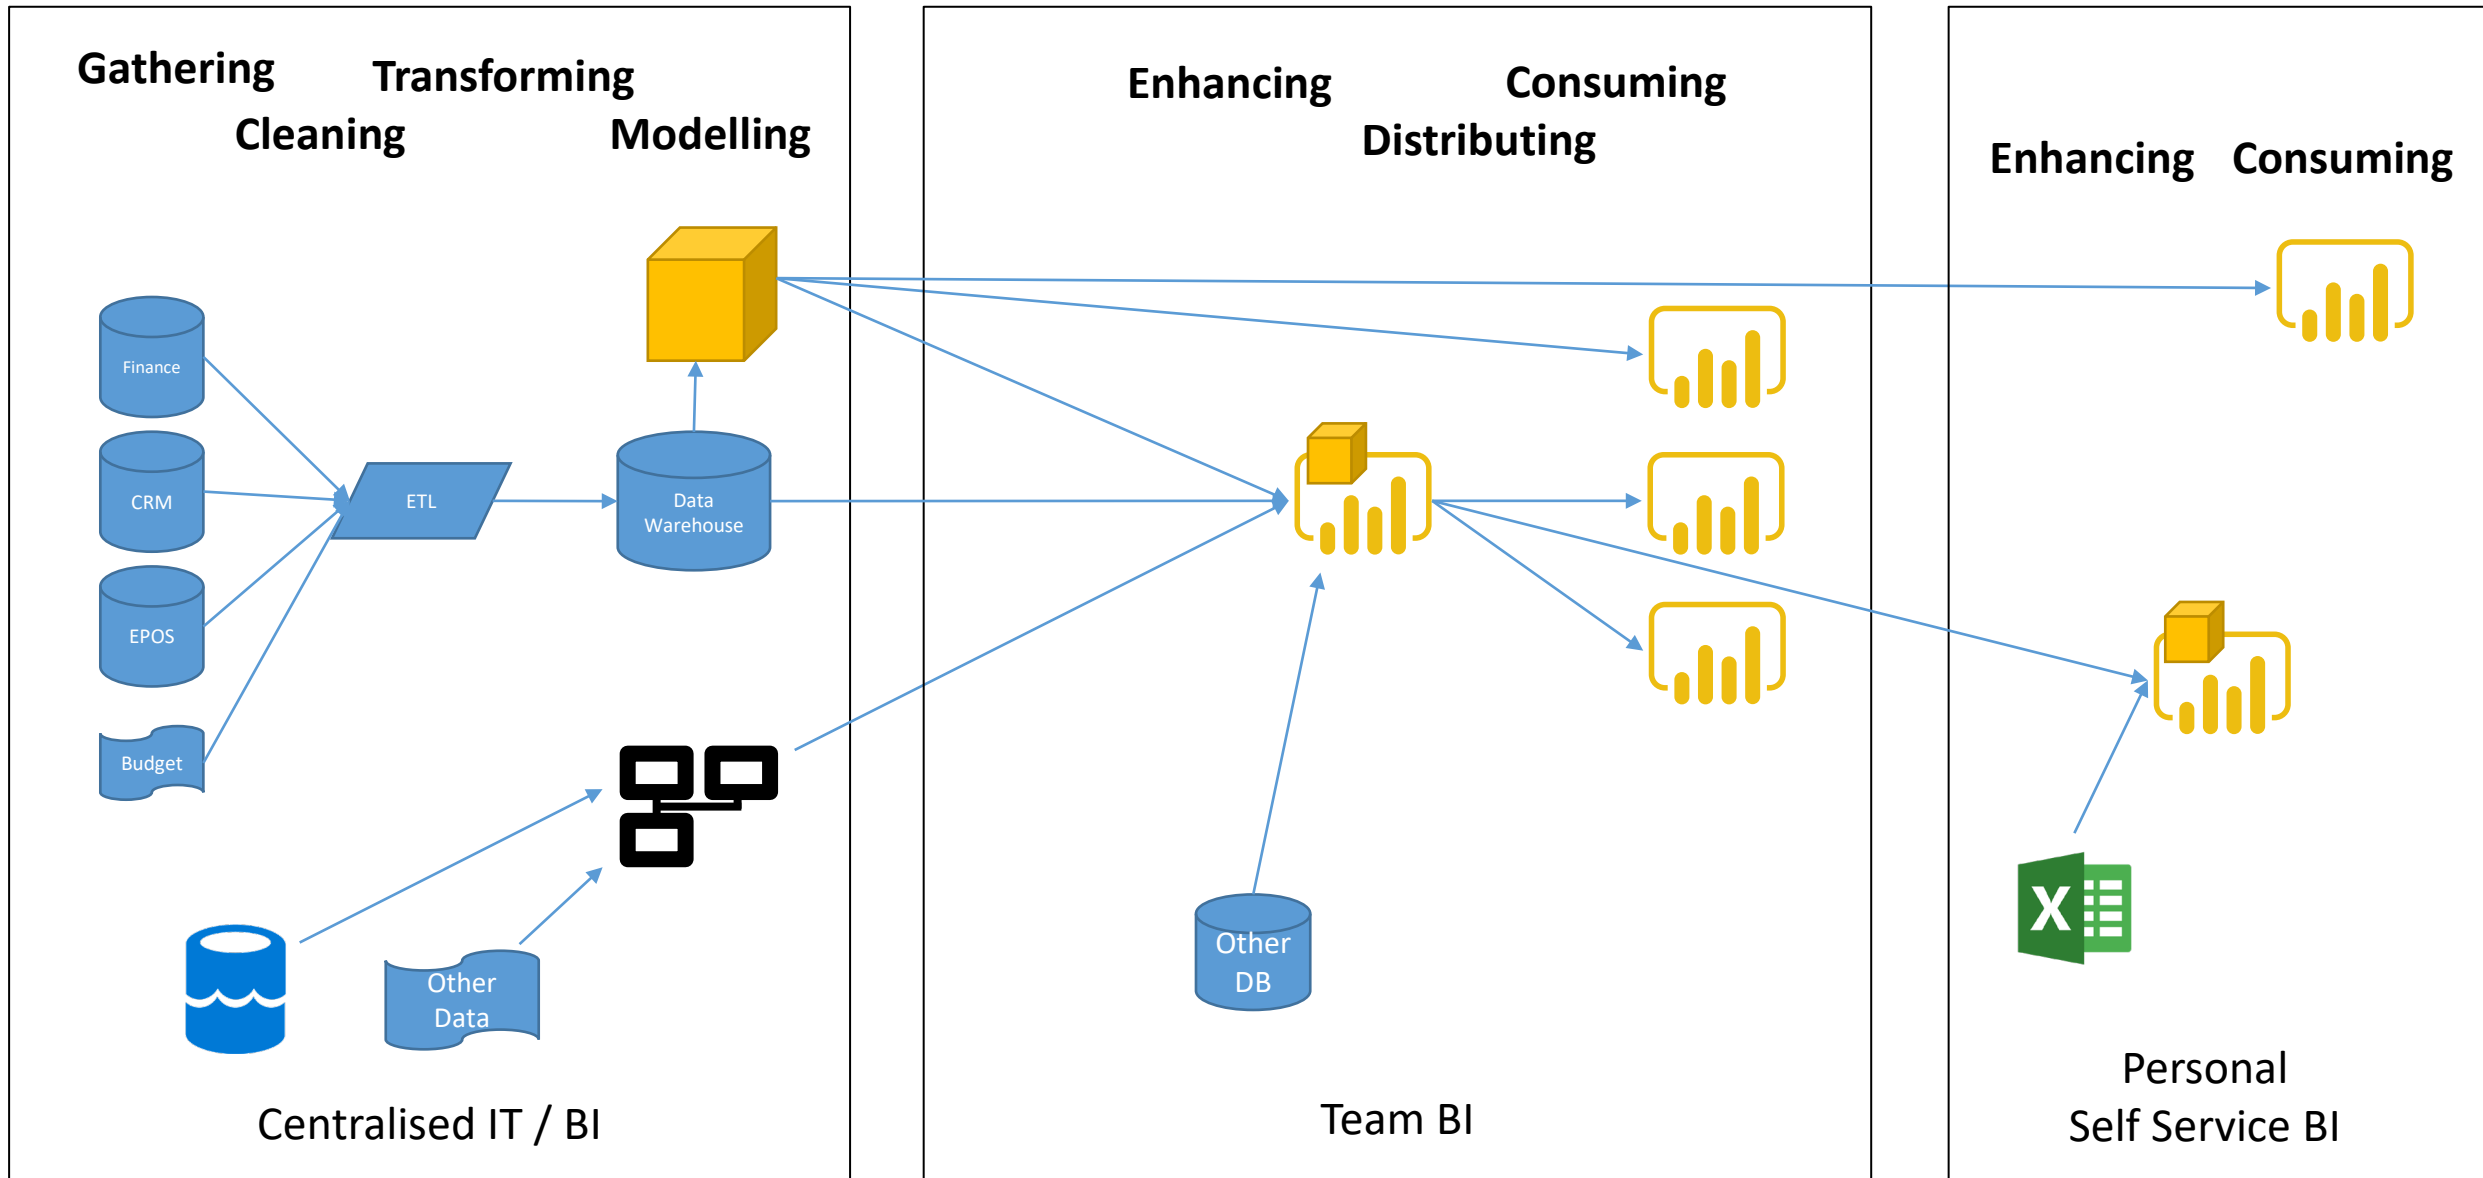 Gathering
Cleaning
Transforming
Modelling
Finance
CRM
EPOS
Budget
ETL
Data
Warehouse
Other
Data
Centralised IT / BI
Enhancing
Distributing
Consuming
Other
DB
Team BI
Enhancing
Consuming
X
Personal
Self Service BI